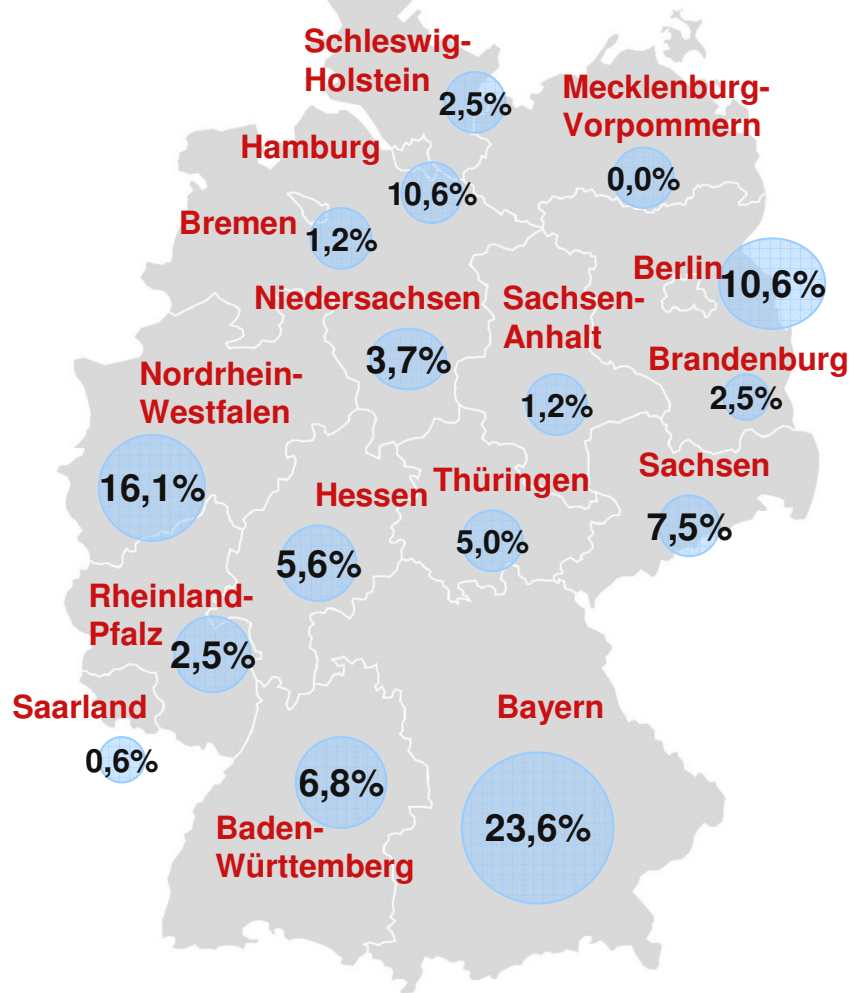 Schleswig-
Holstein
2,5%
Mecklenburg-
Vorpommern
0,0%
Hamburg
10,6%
Bremen
1,2%
Berlin
10,6%
Niedersachsen
3,7%
Sachsen-
Anhalt
1,2%
Brandenburg
2,5%
Nordrhein-
Westfalen
16,1%
Hessen
5,6%
Thüringen
5,0%
Sachsen
7,5%
Rheinland-
Pfalz
2,5%
Saarland
0,6%
Bayern
23,6%
6,8%
Baden-
Württemberg